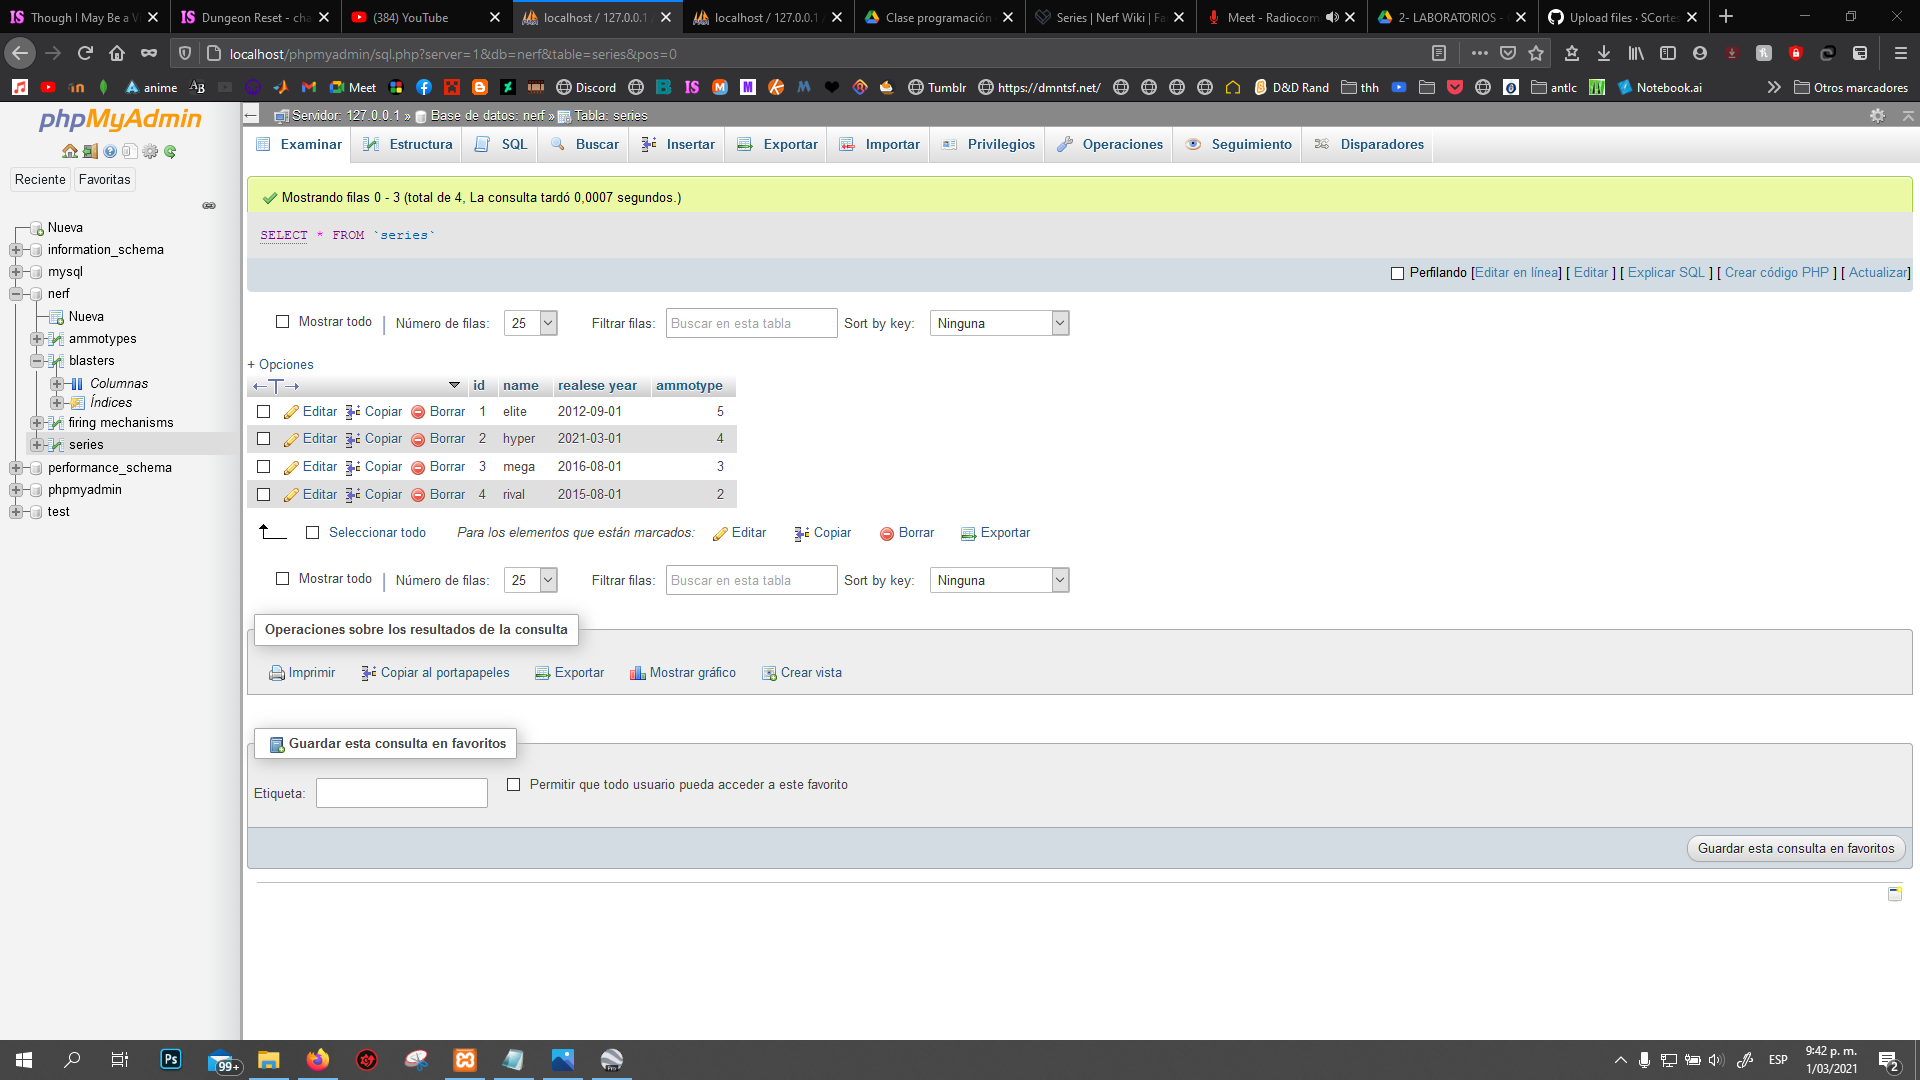 Though I May Be a V
Dungeon Reset - cha
(384) YouTube
localhost / 127.0.0.1
localhost / 127.0.0.1
Clase programación
Series | Nerf Wiki | Fa
Meet - Radiocom
2- LABORATORIOS -
Upload files · SCortes
localhost/phpmyadmin/sql.php?server=1&db=nerf&table=series&pos=0
anime
Meet
Discord
Tumblr
https://dmntsf.net/
D&D Rand
thh
antlc
Notebook.ai
Otros marcadores
phpMyAdmin
Reciente
Favoritas
Nueva
information_schema
mysql
nerf
Nueva
ammotypes
blasters
Columnas
Índices
firing mechanisms
series
performance_schema
phpmyadmin
test
Servidor: 127.0.0.1 » Base de datos: nerf » Tabla: series
Examinar Estructura SQL Buscar Insertar Exportar Importar Privilegios Operaciones Seguimiento Disparadores
Mostrando filas 0 - 3 (total de 4, La consulta tardó 0,0007 segundos.)
SELECT * FROM `series`
Perfilando [Editar en línea] [ Editar ] [ Explicar SQL ] [ Crear código PHP ] [ Actualizar]
Mostrar todo | Número de filas: 25 Filtrar filas: Buscar en esta tabla Sort by key: Ninguna
+ Opciones
←T→ id name realese year ammotype
Editar Copiar Borrar 1 elite 2012-09-01 5
Editar Copiar Borrar 2 hyper 2021-03-01 4
Editar Copiar Borrar 3 mega 2016-08-01 3
Editar Copiar Borrar 4 rival 2015-08-01 2
Seleccionar todo Para los elementos que están marcados: Editar Copiar Borrar Exportar
Mostrar todo | Número de filas: 25 Filtrar filas: Buscar en esta tabla Sort by key: Ninguna
Operaciones sobre los resultados de la consulta
Imprimir Copiar al portapapeles Exportar Mostrar gráfico Crear vista
Guardar esta consulta en favoritos
Etiqueta: Permitir que todo usuario pueda acceder a este favorito
Guardar esta consulta en favoritos
Ps
99+
ESP
9:42 p. m.
1/03/2021
2